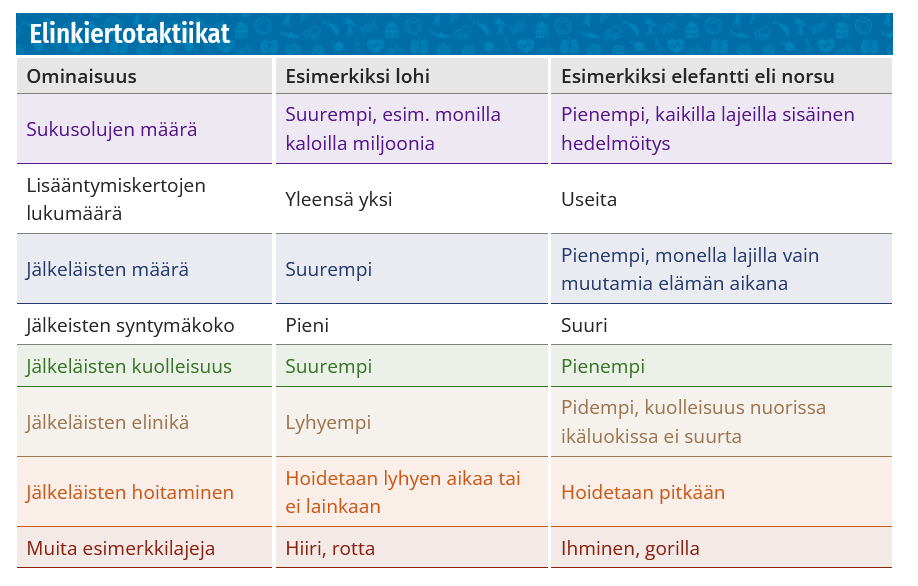 Elinkiertotaktiikat
Ominaisuus
Esimerkiksi lohi
Esimerkiksi elefantti eli norsu
Sukusolujen määrä
Suurempi, esim. monilla
kaloilla miljoonia
Pienempi, kaikilla lajeilla sisäinen
hedelmöitys
Lisääntymiskertojen
lukumäärä
Yleensä yksi
Useita
Jälkeläisten määrä
Suurempi
Pienempi, monella lajilla vain
muutamia elämän aikana
Jälkeisten syntymäkoko
Pieni
Suuri
Jälkeläisten kuolleisuus
Suurempi
Pienempi
Jälkeläisten elinikä
Lyhyempi
Pidempi, kuolleisuus nuorissa
ikäluokissa ei suurta
Jälkeläisten hoitaminen
Hoidetaan lyhyen aikaa tai
ei lainkaan
Hoidetaan pitkään
Muita esimerkkilajeja
Hiiri, rotta
Ihminen, gorilla